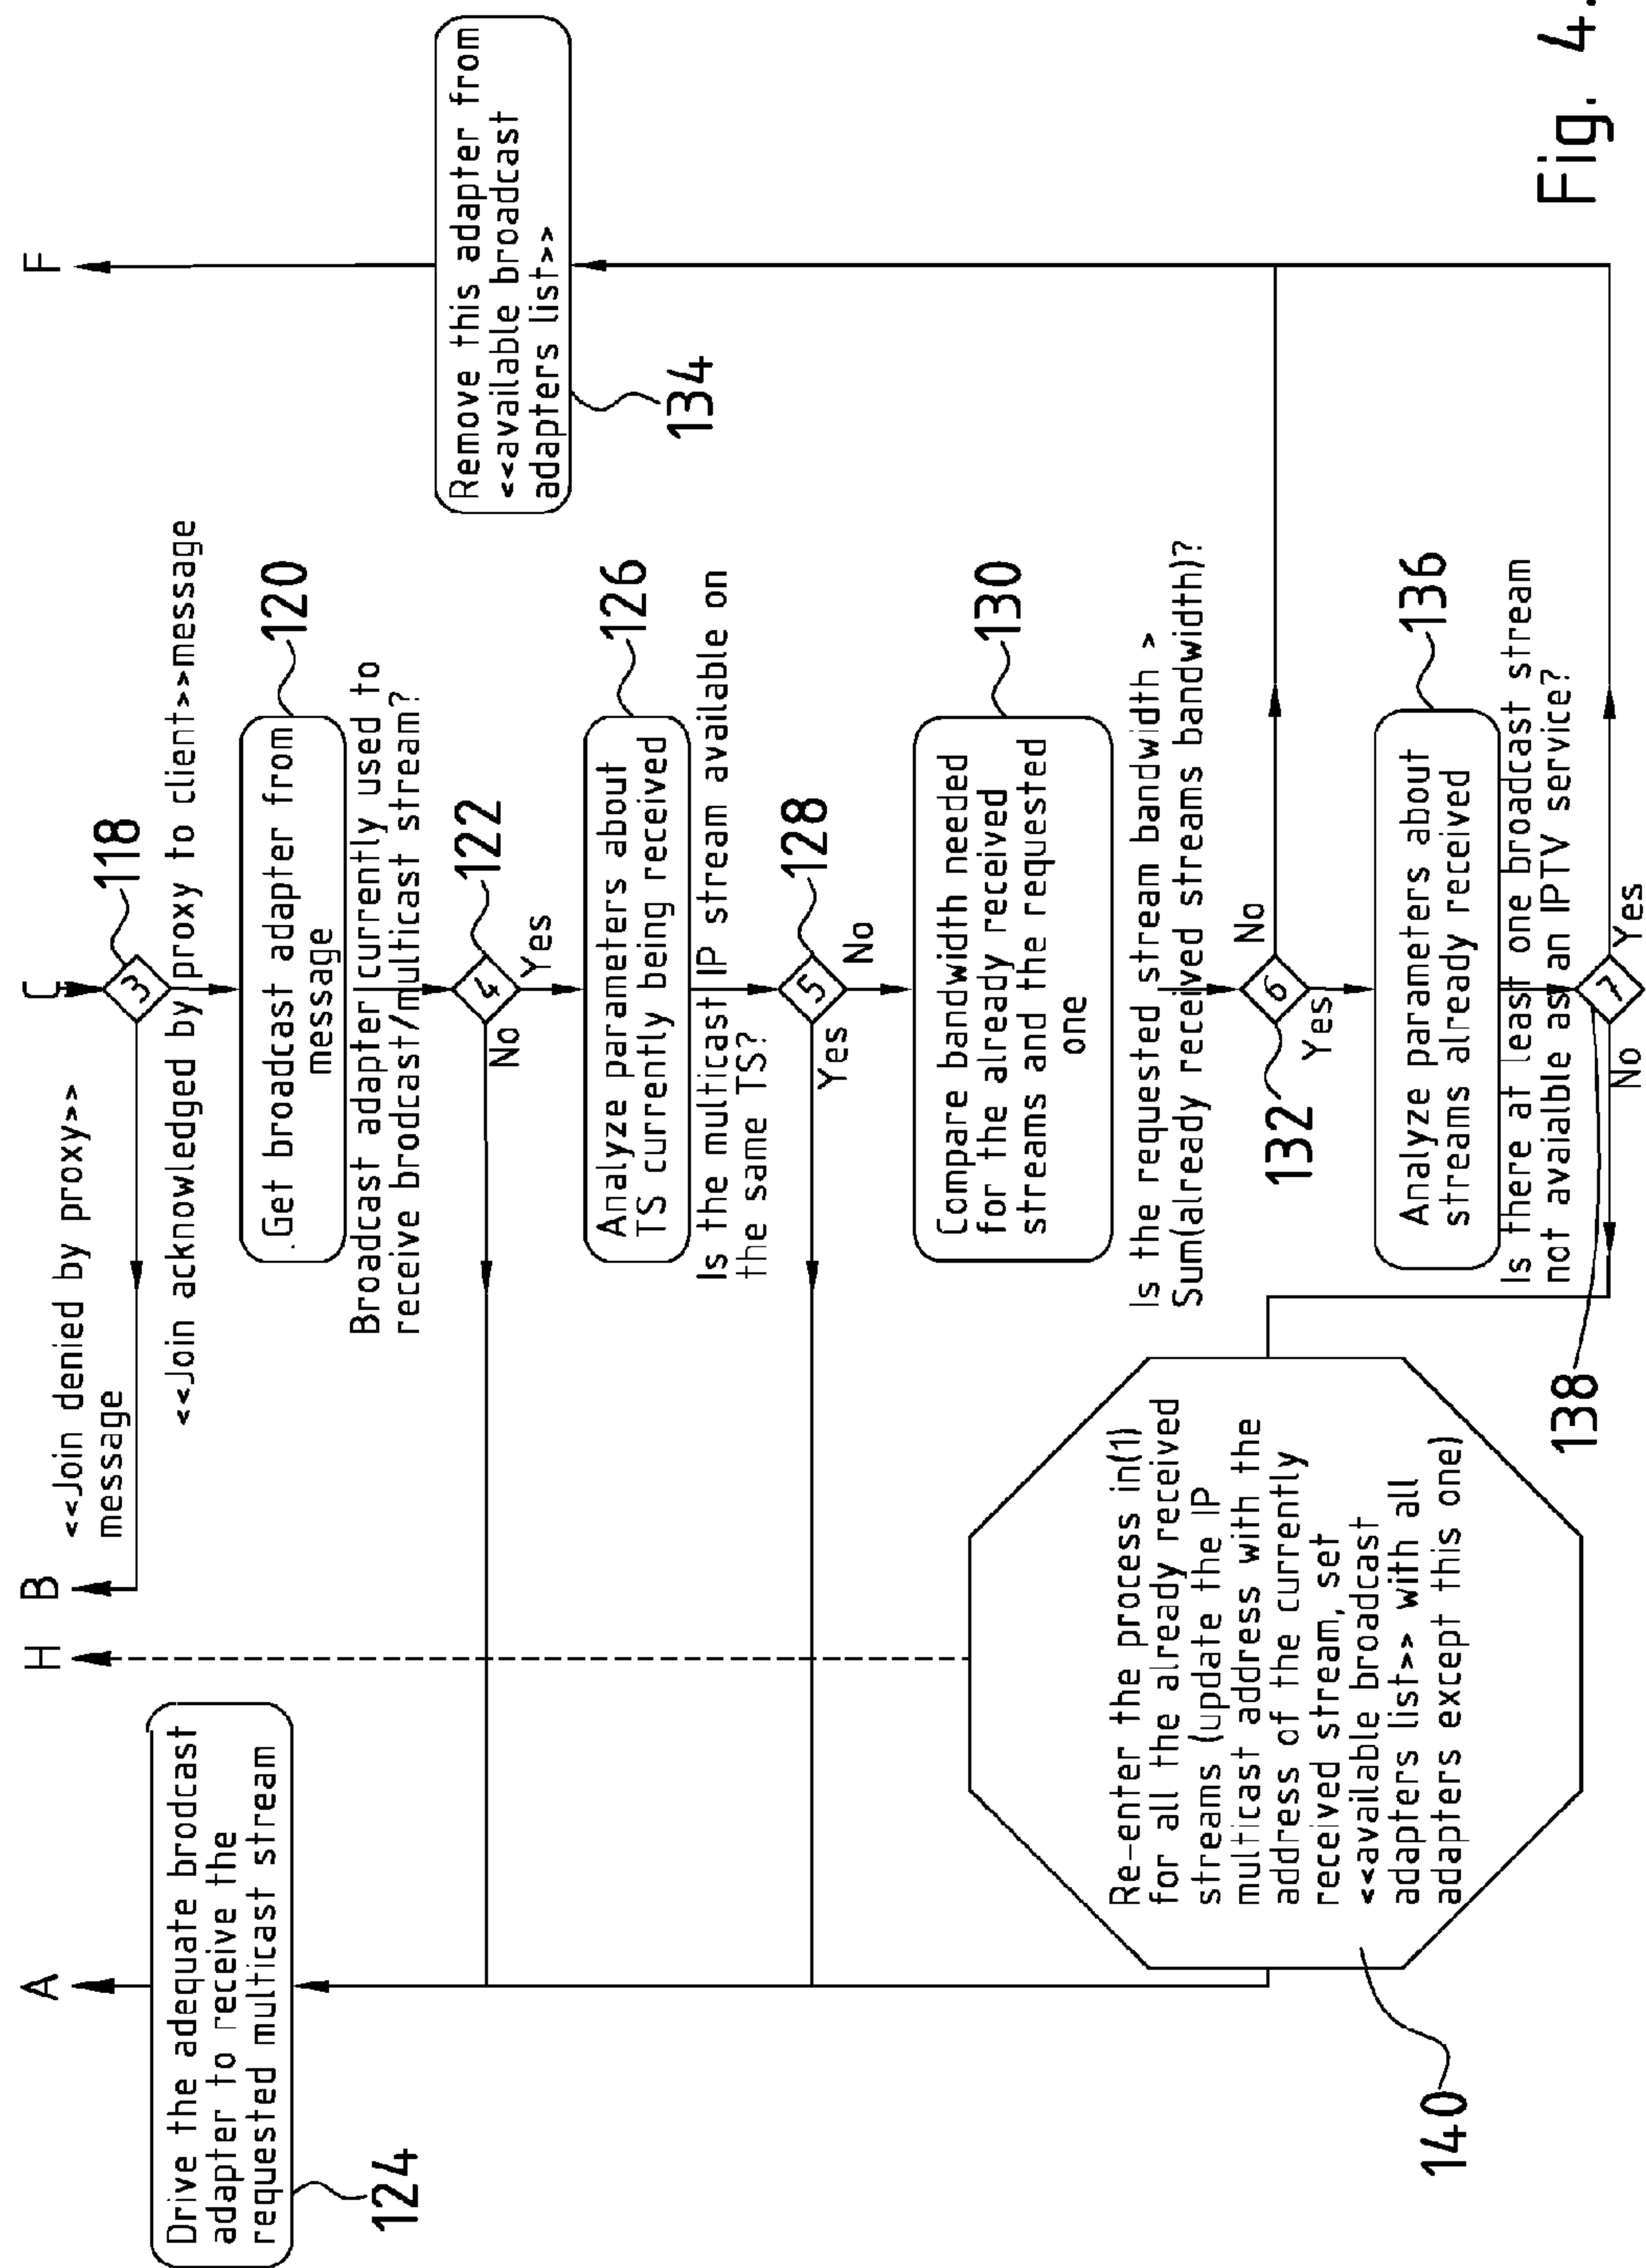 A
H
B
C
F
<<Join denied by proxy>>
message
3
118
<<Join acknowledged by proxy to client>>message
Drive the adequate brodcast
adapter to receive the
requested multicast stream
124
.Get broadcast adapter from
message
120
Broadcast adapter currently used to
receive brodcast/multicast stream?
4
122
No
Yes
Remove this adapter from
<<available broadcast
adapters list>>
134
Analyze parameters about
TS currently being received
126
Is the multicast IP stream available on
the same TS?
5
128
Yes
No
Compare bandwidth needed
for the already received
streams and the requested
one
130
Is the requested stream bandwidth >
Sum(already received streams bandwidth)?
6
132
No
Yes
Analyze parameters about
streams already received
136
Is there at least one broadcast stream
not avaialble as an IPTV service?
7
138
No
Yes
Re-enter the process in(1)
for all the already received
streams (update the IP
multicast address with the
address of the currently
received stream, set
<<available broadcast
adapters list>> with all
adapters except this one)
140
Fig. 4.